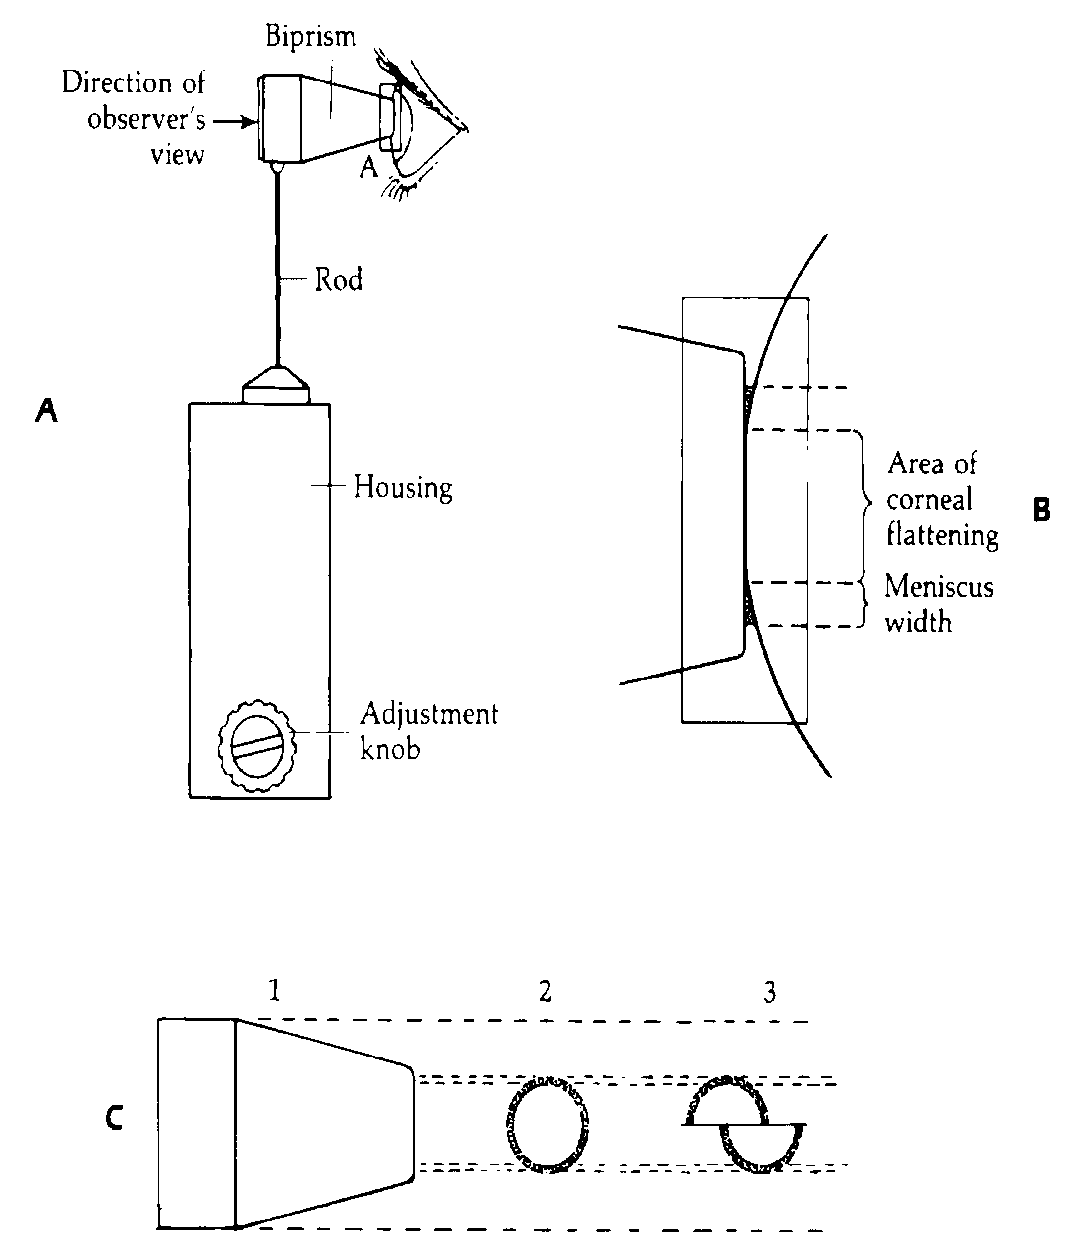 Biprism
Direction of
observer's
view
A
Rod
A
Housing
Adjustment
knob
Area of
corneal
flattening
B
Meniscus
width
1
2
3
C